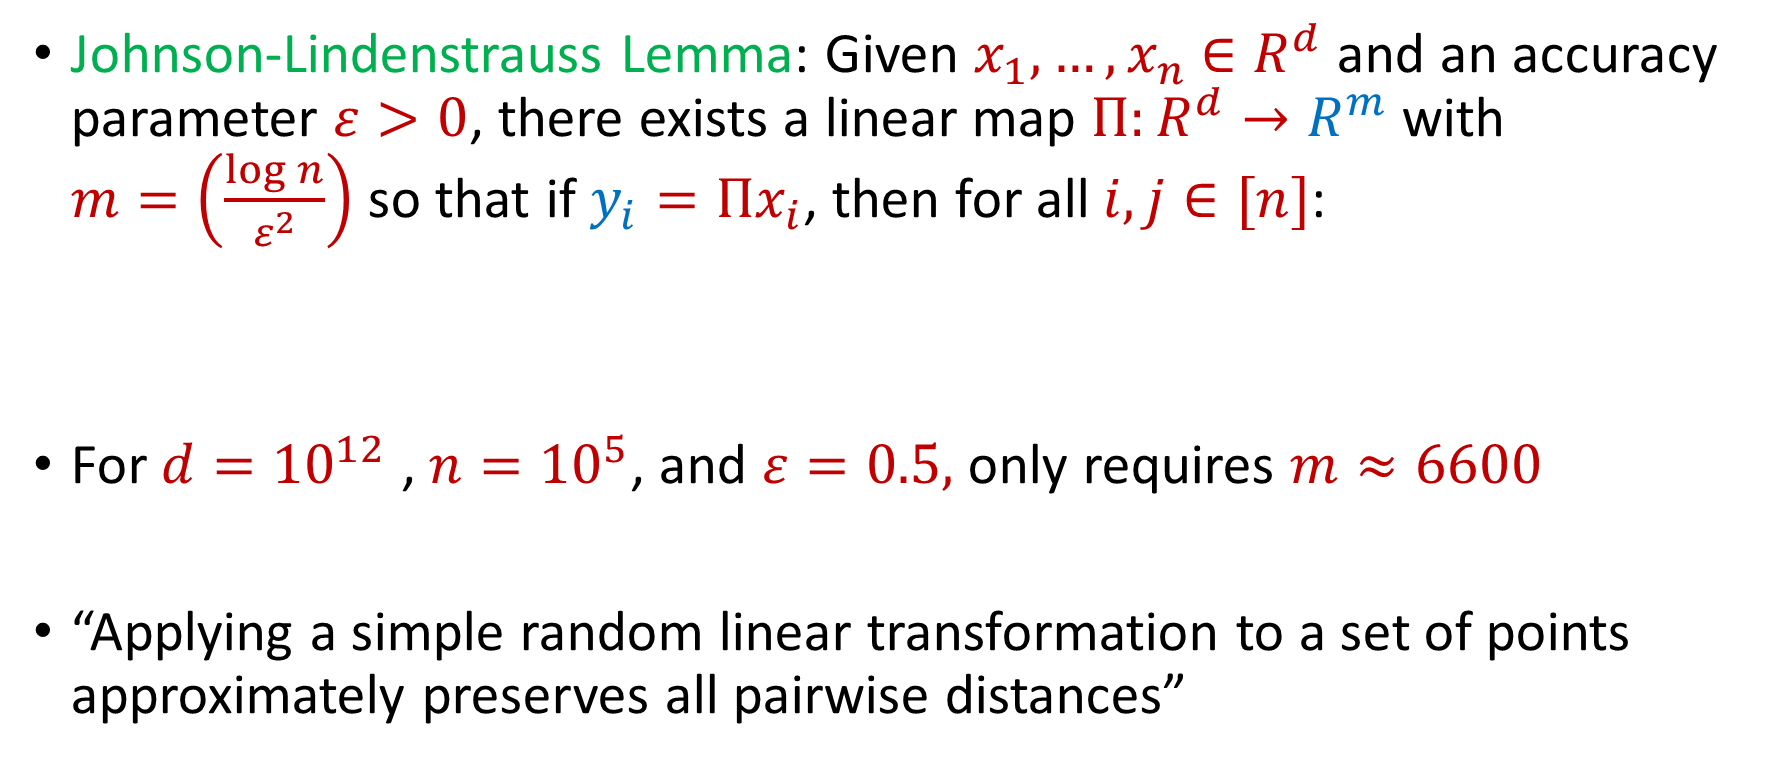 • Johnson-Lindenstrauss Lemma: Given x₁, … , xₙ ∈ Rᵈ and an accuracy
parameter ε > 0, there exists a linear map Π: Rᵈ → Rᵐ with
m = (log n / ε²) so that if yᵢ = Πxᵢ, then for all i, j ∈ [n]:
• For d = 10¹² , n = 10⁵, and ε = 0.5, only requires m ≈ 6600
• “Applying a simple random linear transformation to a set of points
approximately preserves all pairwise distances”